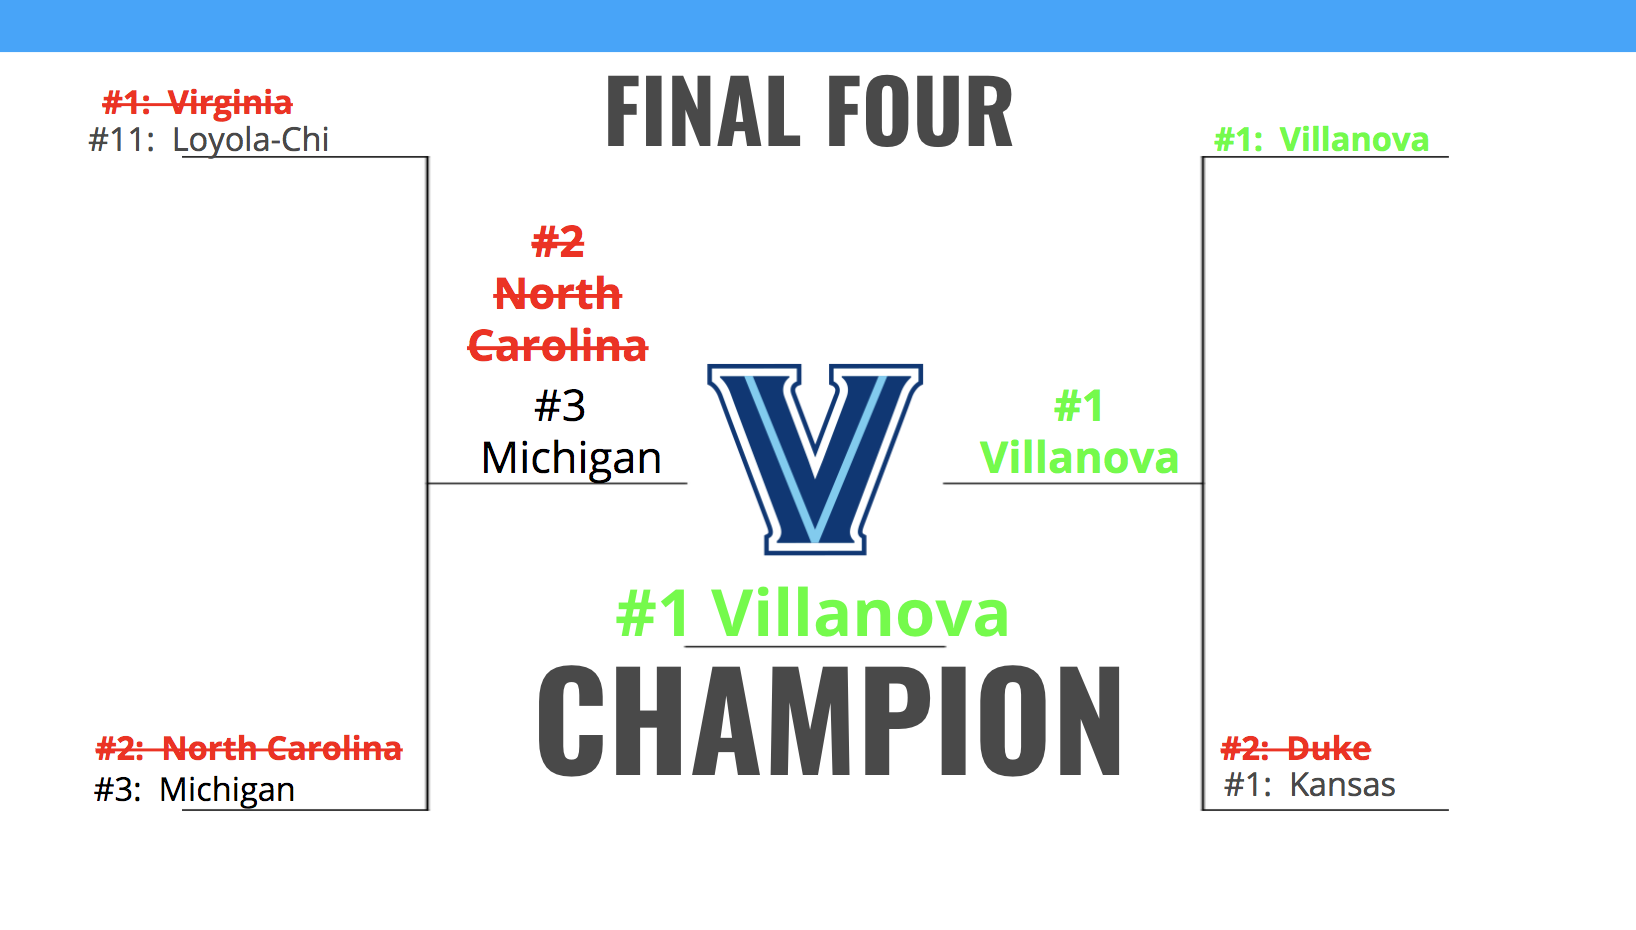 FINAL FOUR
#1: Virginia
#11: Loyola-Chi
#1: Villanova
#2
North
Carolina
#3
Michigan
V
#1
Villanova
#1 Villanova
CHAMPION
#2: North Carolina
#3: Michigan
#2: Duke
#1: Kansas